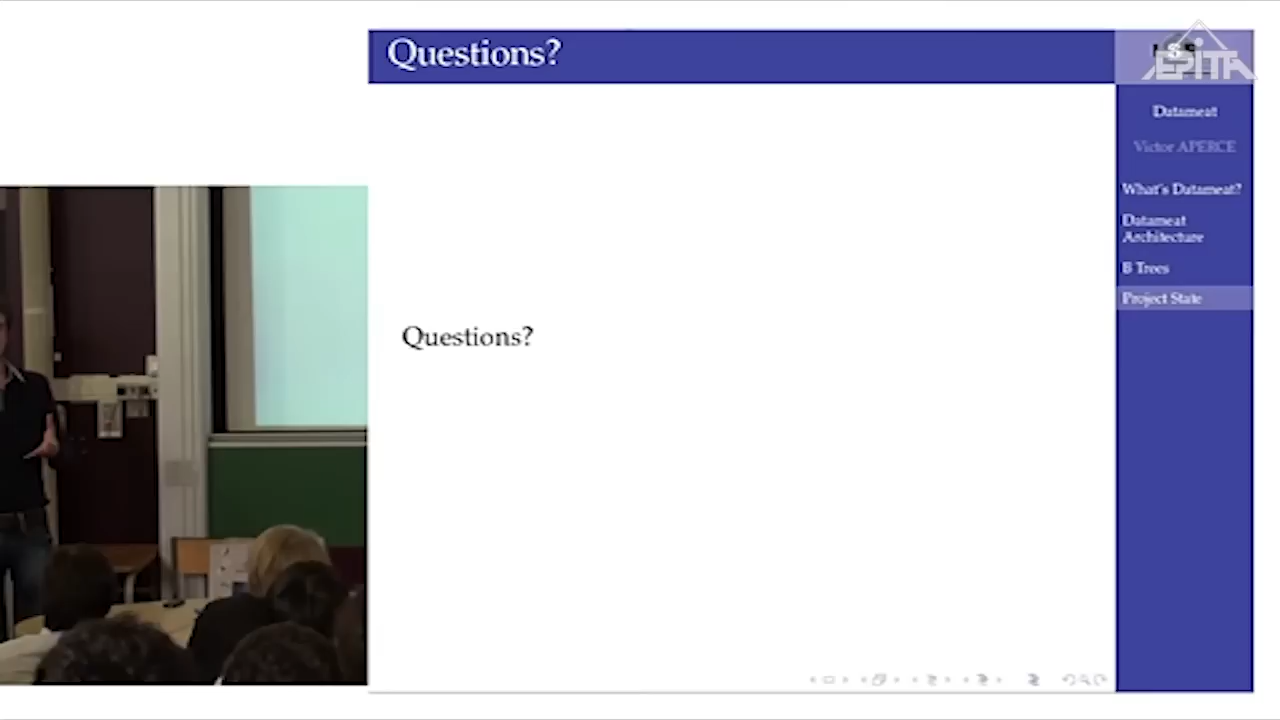 Questions?
EPITA
Datameat
Victor APERCE
What's Datameat?
Datameat
Architecture
B Trees
Project State
Questions?